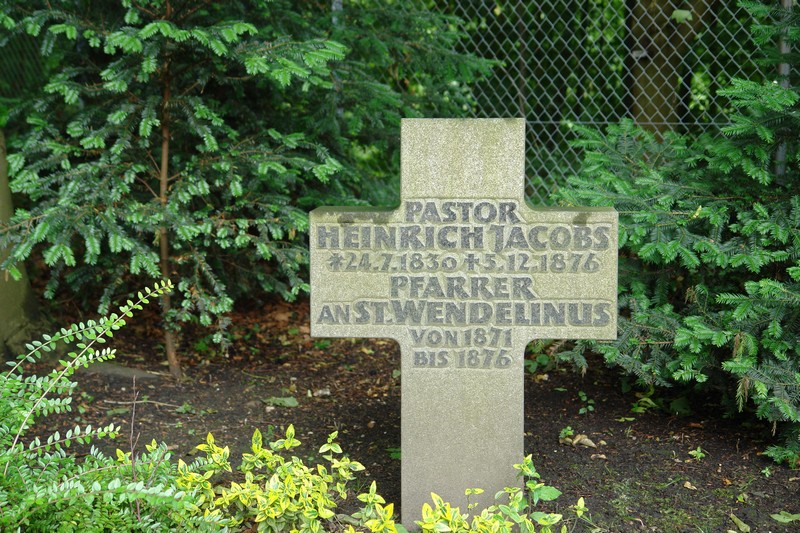 PASTOR
HEINRICH JACOBS
*24.7.1830 ✝5.12.1876
PFARRER
AN ST. WENDELINUS
VON 1871
BIS 1876